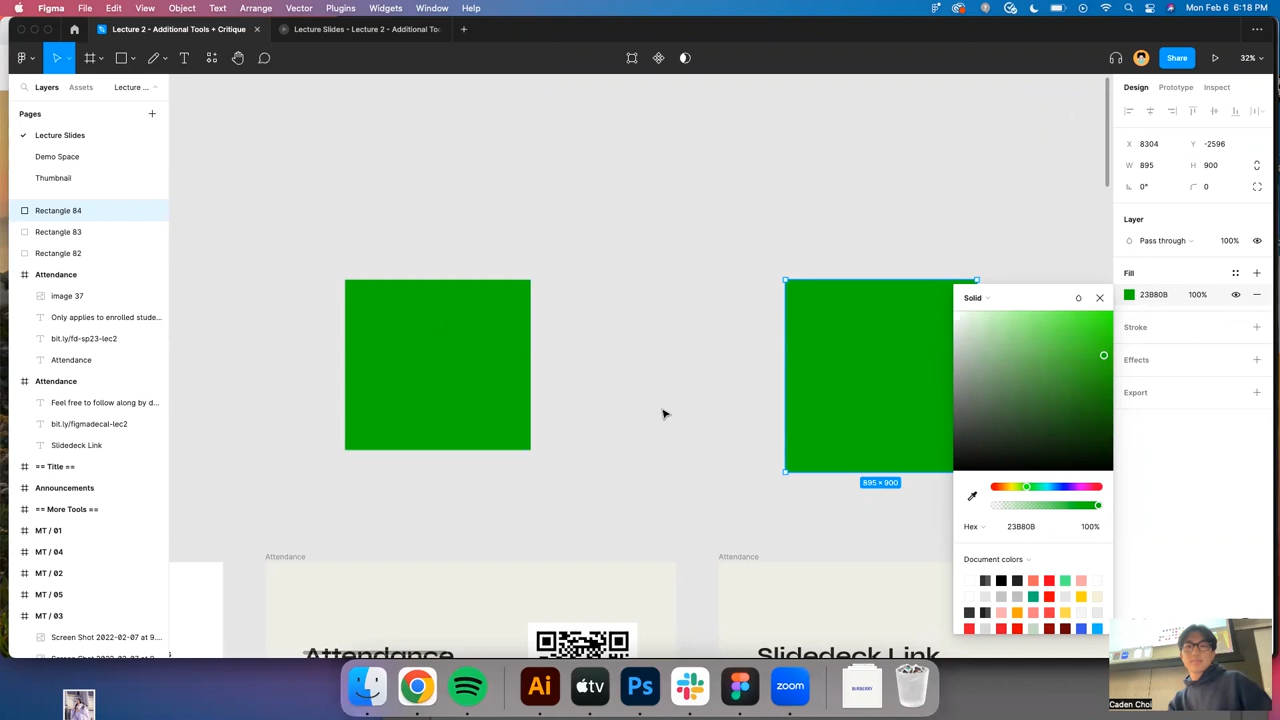 Figma File Edit View Object Text Arrange Vector Plugins Widgets Window Help Mon Feb 6 6:18 PM
Lecture 2 - Additional Tools + Critique Lecture Slides - Lecture 2 - Additional To
Share 32%
Layers Assets Lecture ... Design Prototype Inspect
Pages
Lecture Slides
Demo Space
Thumbnail
Rectangle 84
Rectangle 83
Rectangle 82
Attendance
image 37
Only applies to enrolled stude...
bit.ly/fd-sp23-lec2
Attendance
Attendance
Feel free to follow along by d...
bit.ly/figmadecal-lec2
Slidedeck Link
== Title ==
Announcements
== More Tools ==
MT / 01
MT / 04
MT / 02
MT / 05
MT / 03
Screen Shot 2022-02-07 at 9....
895 × 900
Attendance Attendance
Attendance Slidedeck Link
X 8304 Y -2596
W 895 H 900
0° 0
Layer
Pass through 100%
Fill
23B80B 100%
Stroke
Effects
Export
Solid
Hex 23B80B 100%
Document colors
Ai tv Ps zoom BURBERRY
Caden Choi